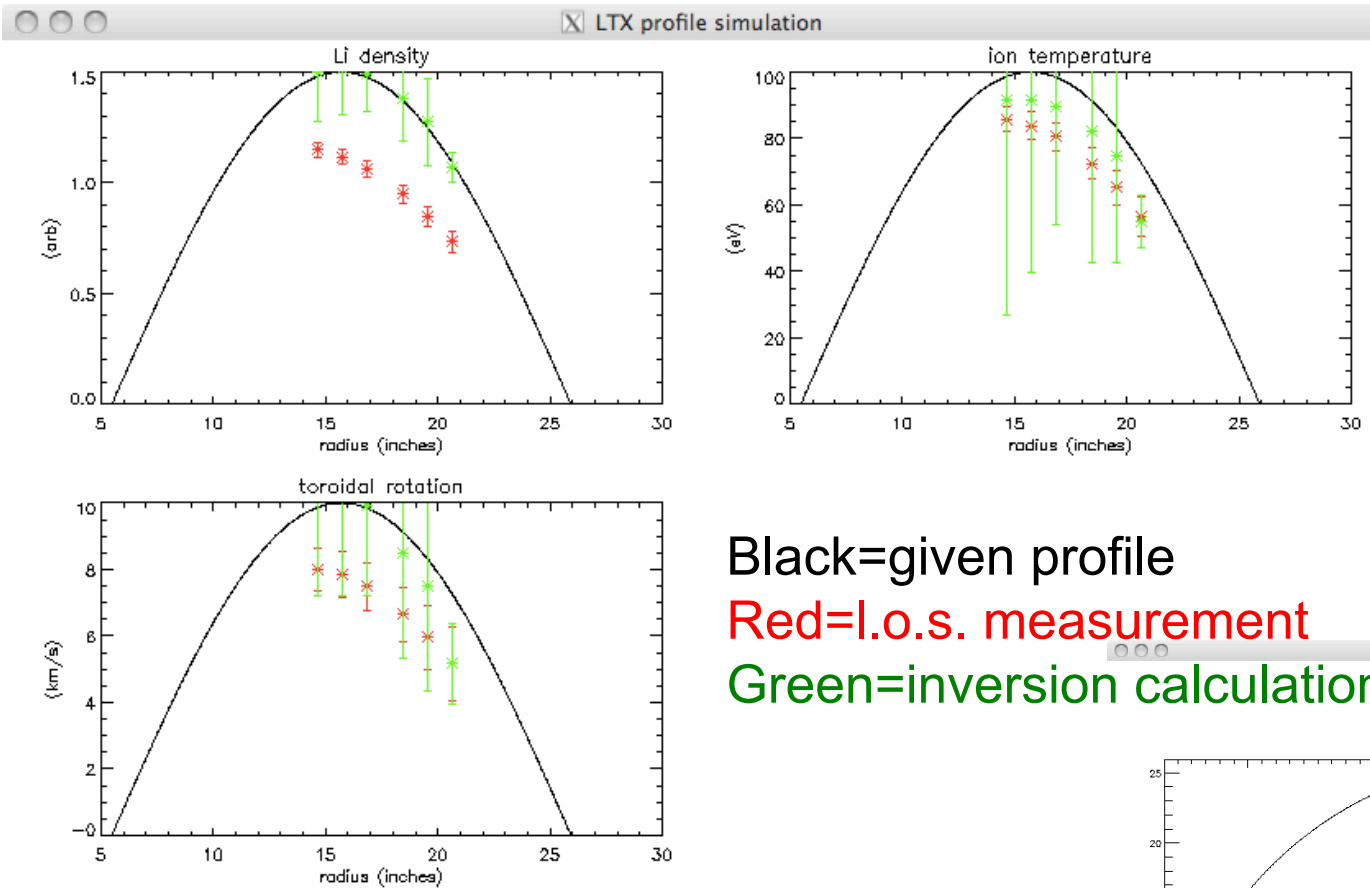 X LTX profile simulation
Li density
1.5
1.0
0.5
0.0
(arb)
5 10 15 20 25 30
radius (inches)
ion temperature
100
80
60
40
20
0
(eV)
5 10 15 20 25 30
radius (inches)
toroidal rotation
10
8
6
4
2
-0
(km/s)
5 10 15 20 25 30
radius (inches)
Black=given profile
Red=l.o.s. measurement
Green=inversion calculation
25
20